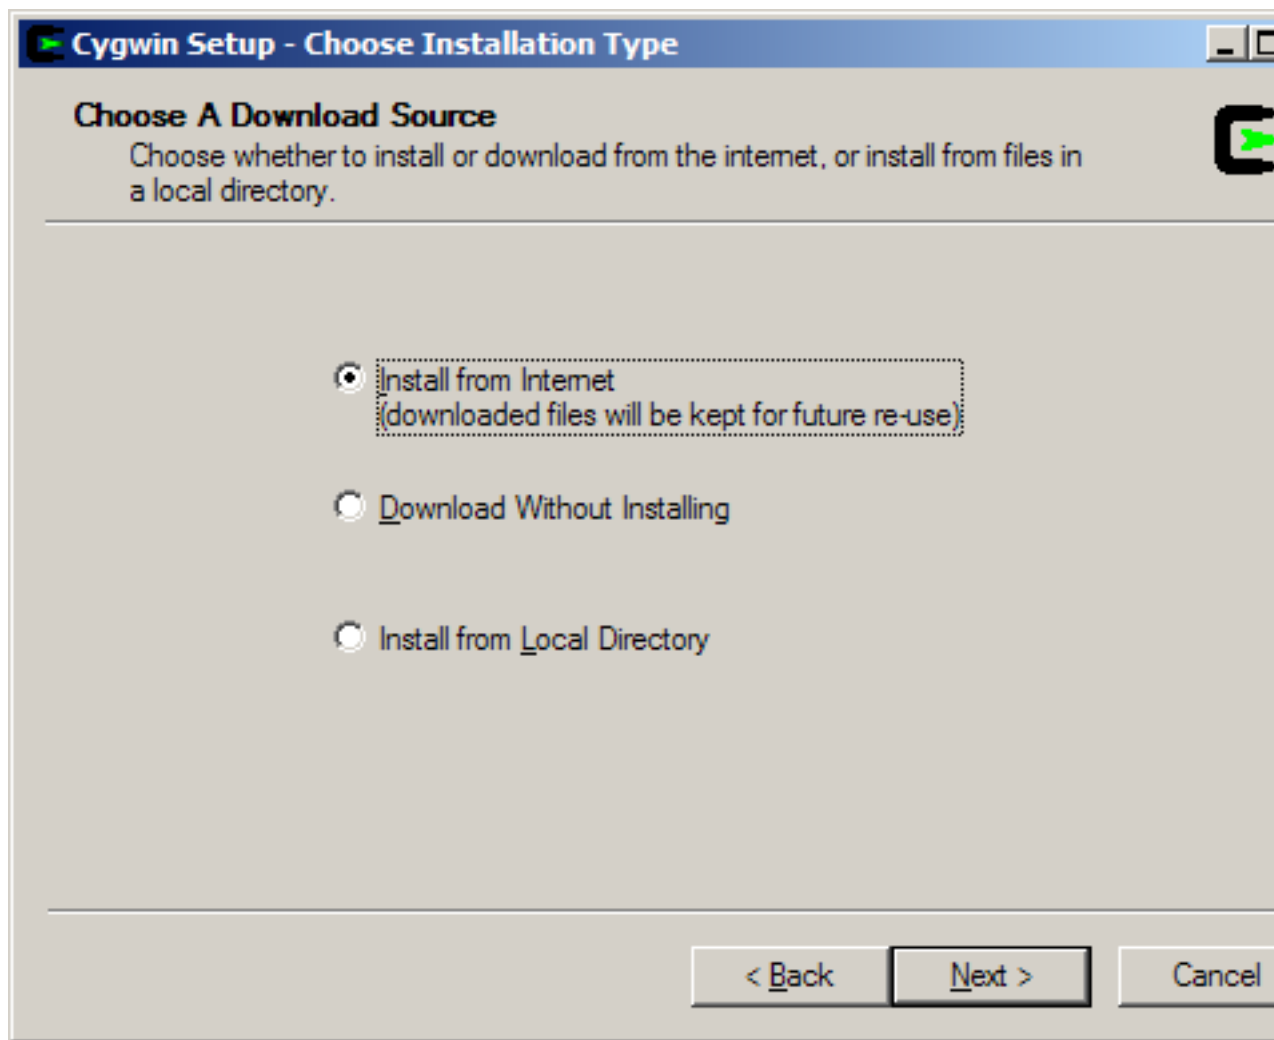 Cygwin Setup - Choose Installation Type
Choose A Download Source
Choose whether to install or download from the internet, or install from files in
a local directory.
Install from Internet
(downloaded files will be kept for future re-use)
Download Without Installing
Install from Local Directory
< Back
Next >
Cancel